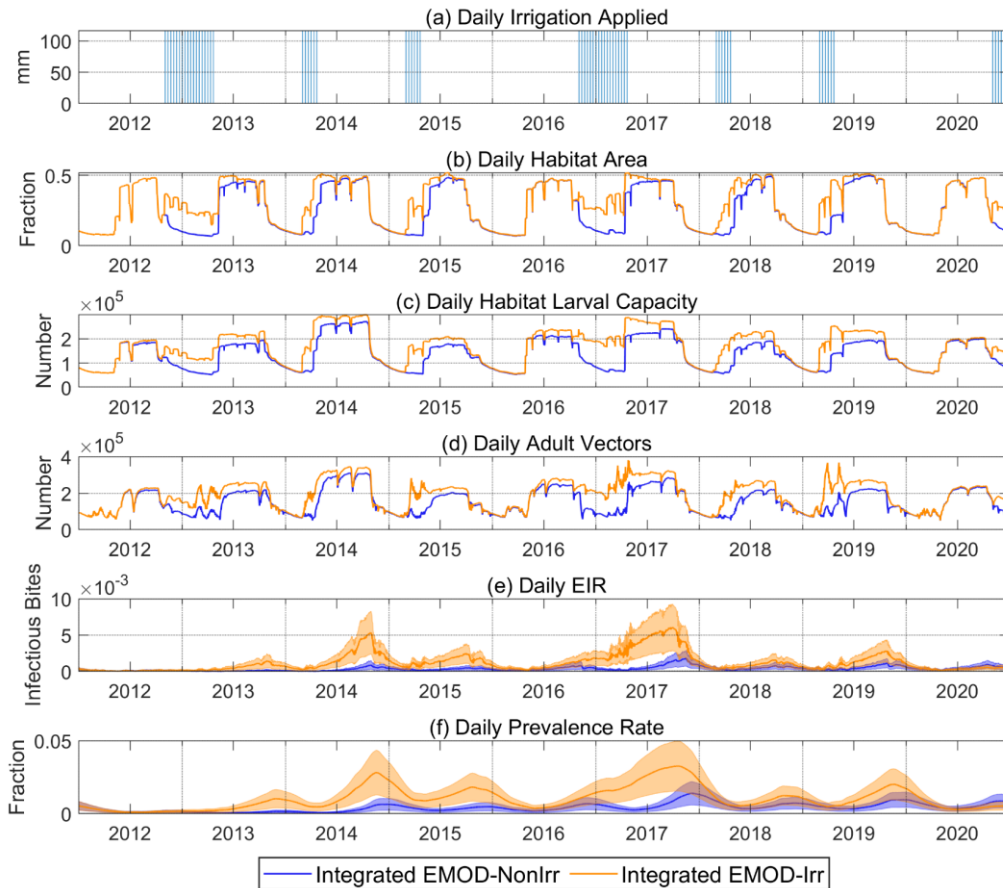 (a) Daily Irrigation Applied
mm
100
50
0
2012 2013 2014 2015 2016 2017 2018 2019 2020
(b) Daily Habitat Area
Fraction
0.5
0
2012 2013 2014 2015 2016 2017 2018 2019 2020
(c) Daily Habitat Larval Capacity
×10⁵
Number
2
1
0
2012 2013 2014 2015 2016 2017 2018 2019 2020
(d) Daily Adult Vectors
×10⁵
Number
4
2
0
2012 2013 2014 2015 2016 2017 2018 2019 2020
(e) Daily EIR
×10⁻³
Infectious Bites
10
5
0
2012 2013 2014 2015 2016 2017 2018 2019 2020
(f) Daily Prevalence Rate
Fraction
0.05
0
2012 2013 2014 2015 2016 2017 2018 2019 2020
Integrated EMOD-NonIrr Integrated EMOD-Irr